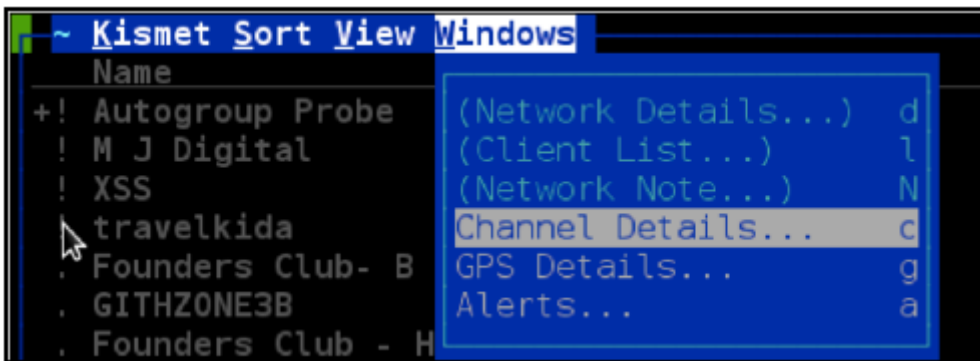 ~ Kismet Sort View Windows
Name
+! Autogroup Probe
(Network Details...) d
! M J Digital
(Client List...) l
! XSS
(Network Note...) N
travelkida
Channel Details... c
. Founders Club- B
GPS Details... g
. GITHZONE3B
Alerts... a
. Founders Club - H